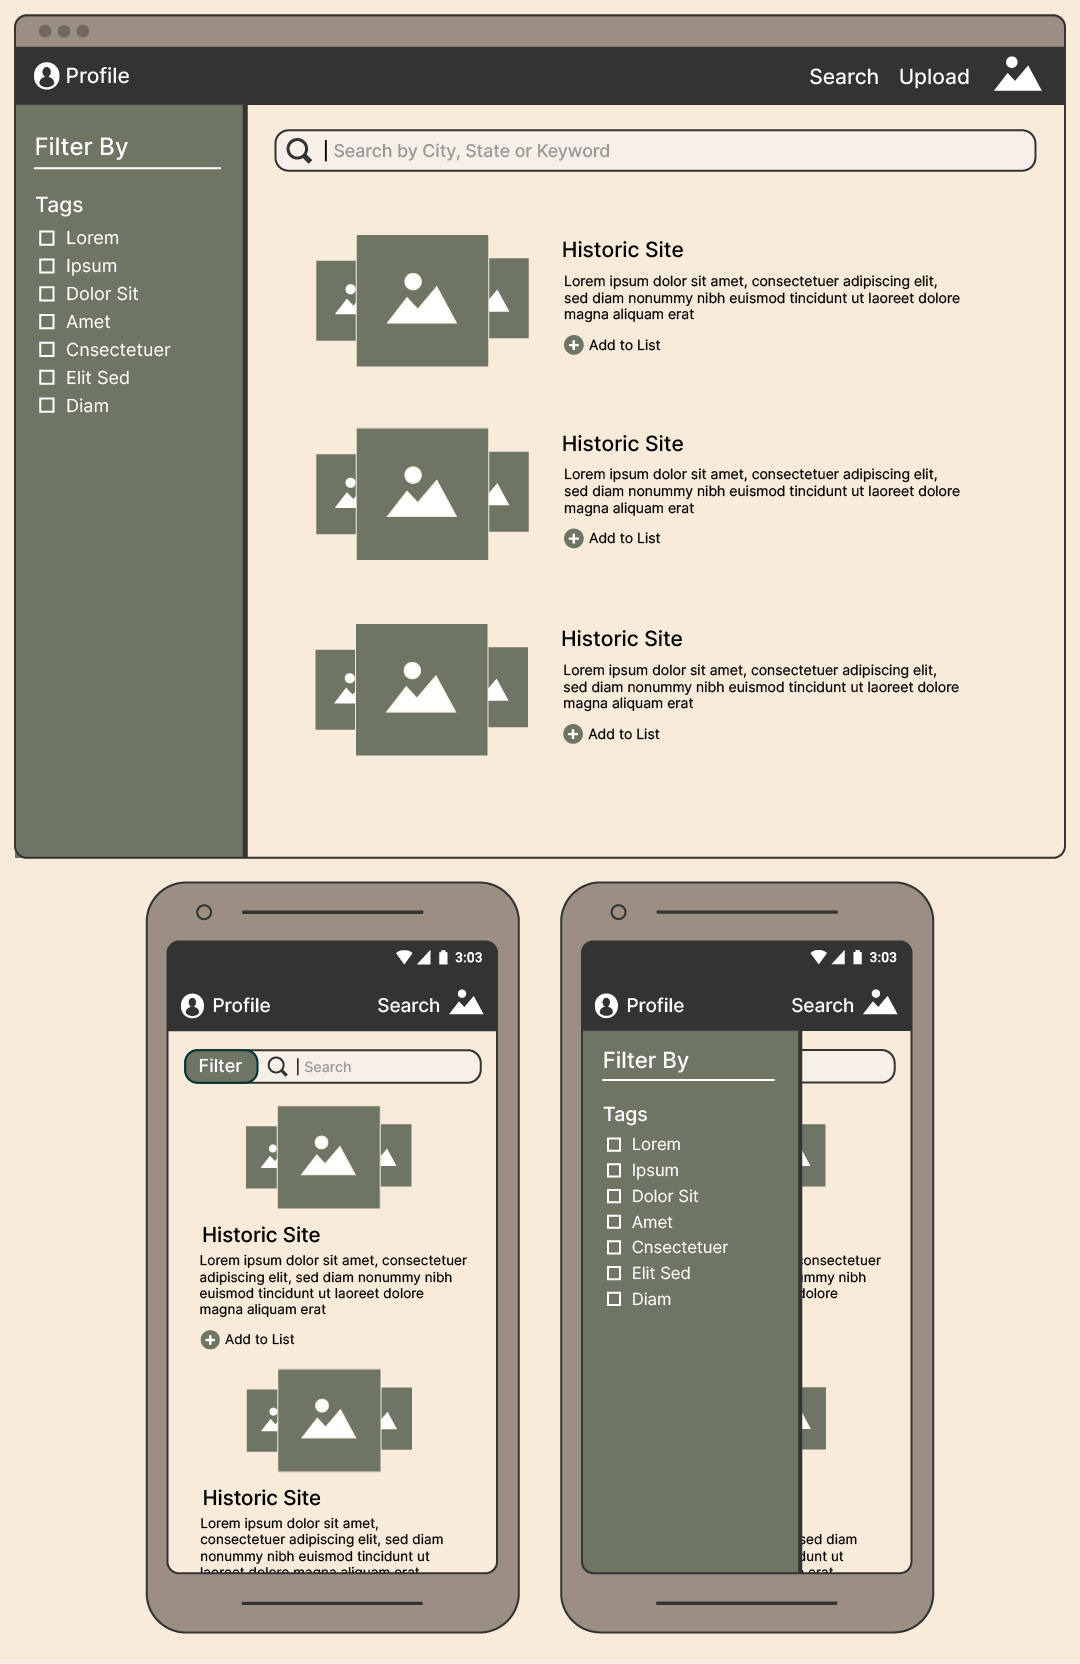 Profile
Search Upload
Filter By
Tags
Lorem
Ipsum
Dolor Sit
Amet
Cnsectetuer
Elit Sed
Diam
Search by City, State or Keyword
Historic Site
Lorem ipsum dolor sit amet, consectetuer adipiscing elit,
sed diam nonummy nibh euismod tincidunt ut laoreet dolore
magna aliquam erat
Add to List
Historic Site
Lorem ipsum dolor sit amet, consectetuer adipiscing elit,
sed diam nonummy nibh euismod tincidunt ut laoreet dolore
magna aliquam erat
Add to List
Historic Site
Lorem ipsum dolor sit amet, consectetuer adipiscing elit,
sed diam nonummy nibh euismod tincidunt ut laoreet dolore
magna aliquam erat
Add to List
3:03
Profile
Search
Filter
Search
Historic Site
Lorem ipsum dolor sit amet, consectetuer
adipiscing elit, sed diam nonummy nibh
euismod tincidunt ut laoreet dolore
magna aliquam erat
Add to List
Historic Site
Lorem ipsum dolor sit amet,
consectetuer adipiscing elit, sed diam
nonummy nibh euismod tincidunt ut
laoreet dolore magna aliquam erat
3:03
Profile
Search
Filter By
Tags
Lorem
Ipsum
Dolor Sit
Amet
Cnsectetuer
Elit Sed
Diam
consectetuer
mmy nibh
dolore
sed diam
dunt ut
erat